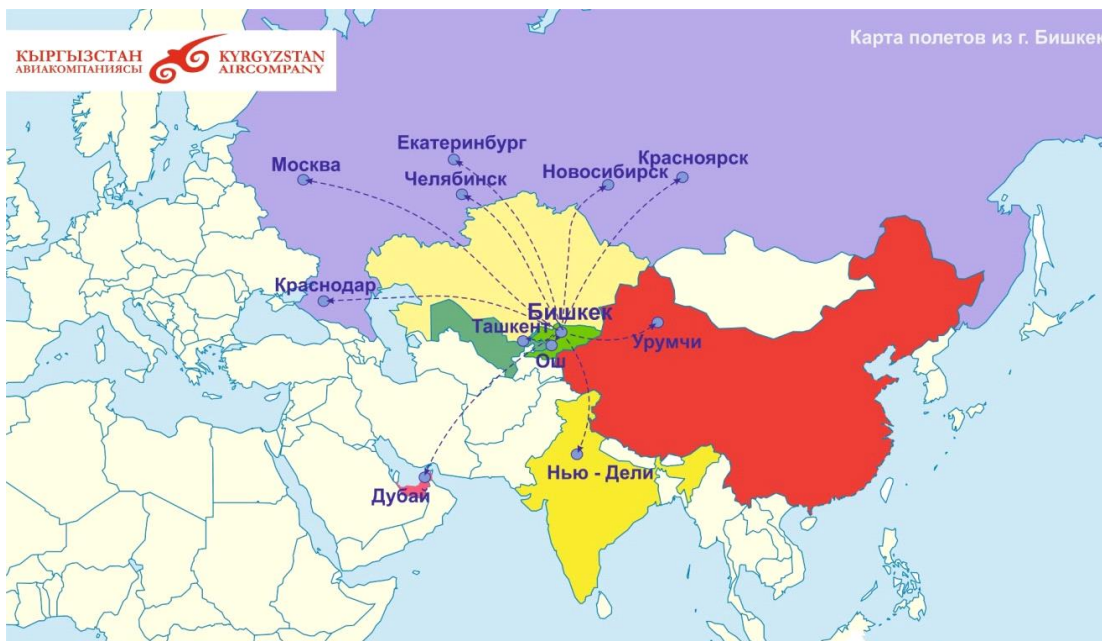 КЫРГЫЗСТАН
АВИАКОМПАНИЯСЫ
KYRGYZSTAN
AIRCOMPANY
Карта полетов из г. Бишкек
Екатеринбург
Москва
Челябинск
Новосибирск
Красноярск
Краснодар
Бишкек
Ташкент
Урумчи
Ош
Нью - Дели
Дубай